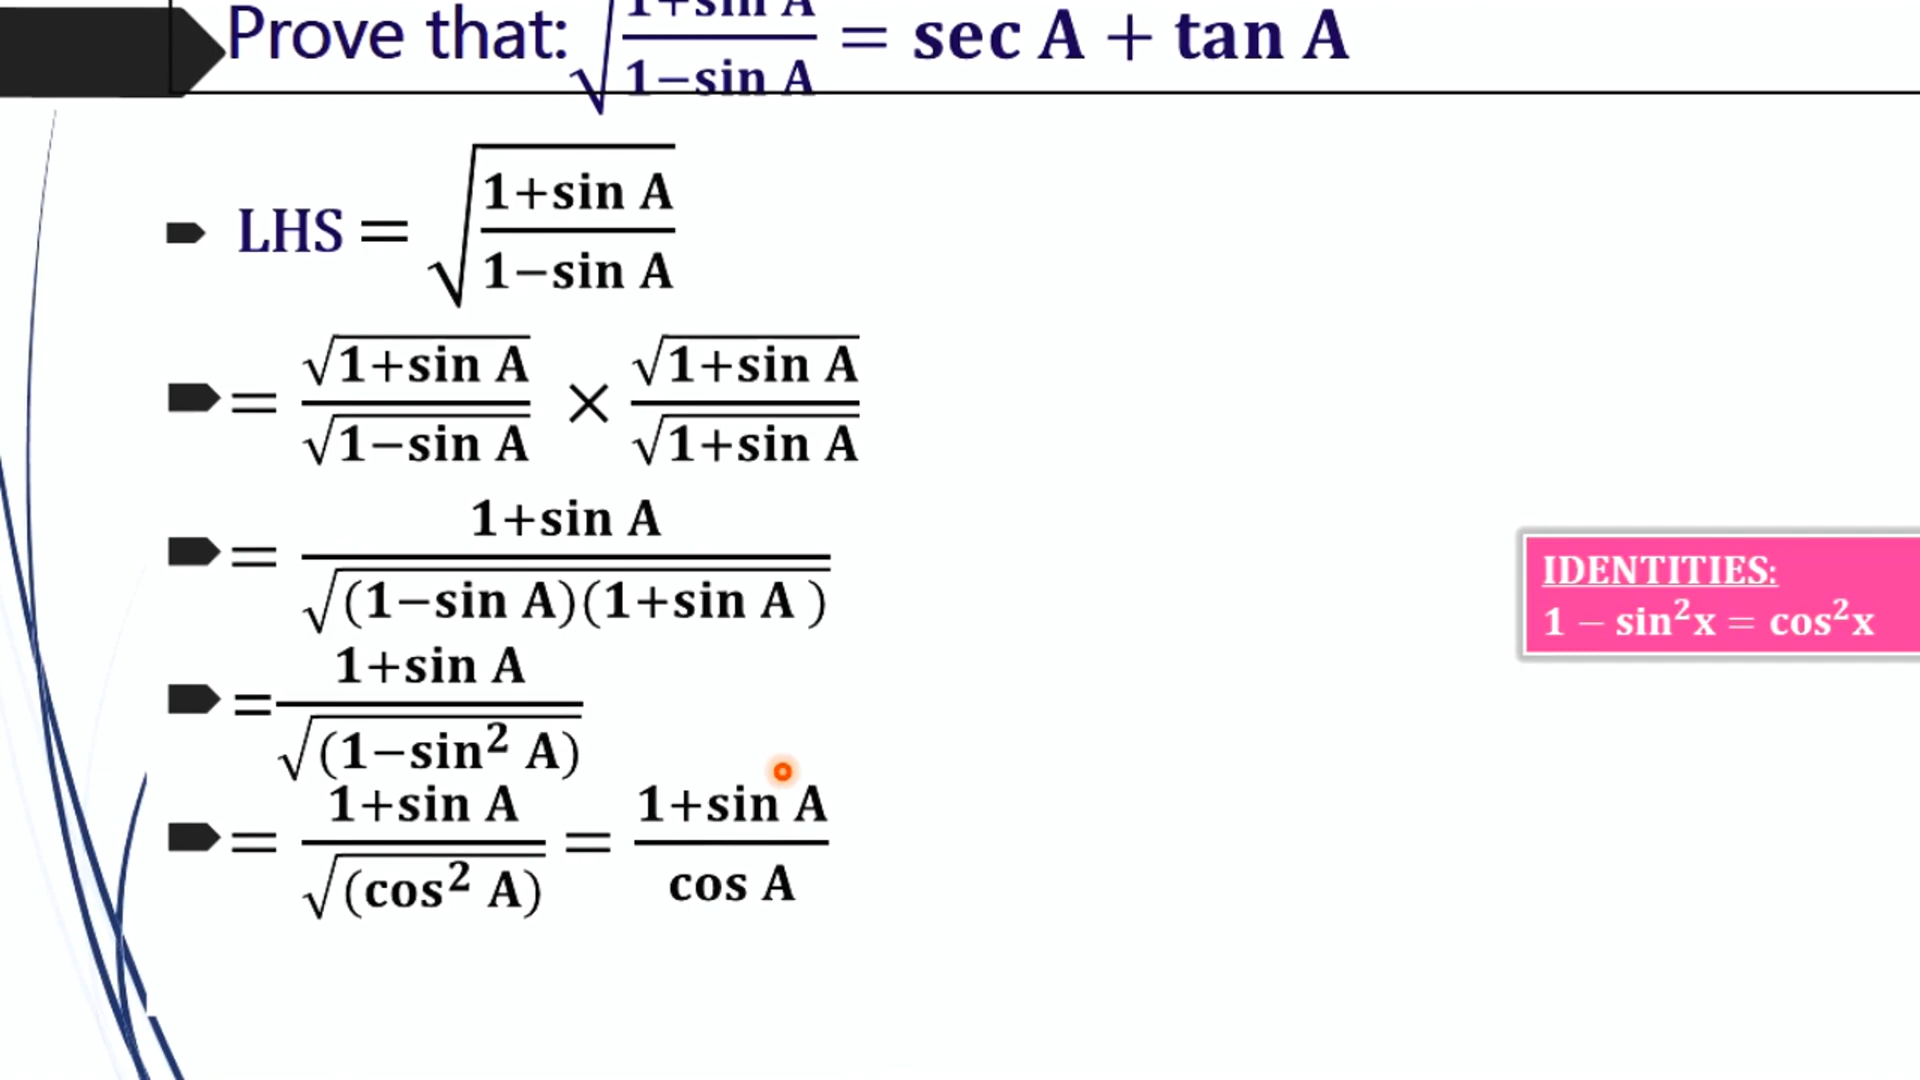 Prove that: √(1+sin A / 1−sin A) = sec A + tan A
LHS = √(1+sin A / 1−sin A)
= √1+sin A / √1−sin A × √1+sin A / √1+sin A
= 1+sin A / √(1−sin A)(1+sin A )
= 1+sin A / √(1−sin² A)
= 1+sin A / √(cos² A) = 1+sin A / cos A
IDENTITIES:
1 − sin²x = cos²x